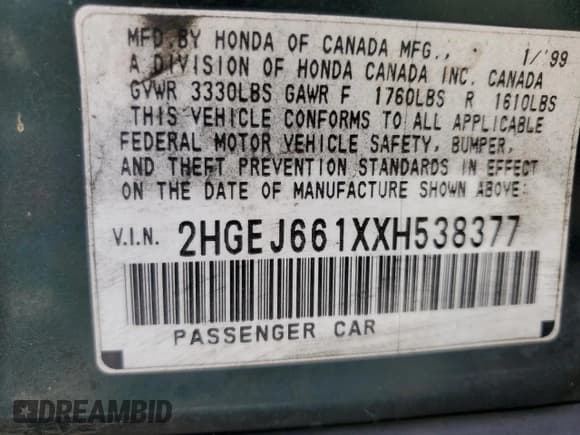 MFD. BY HONDA OF CANADA MFG., 1/'99
A DIVISION OF HONDA CANADA INC. CANADA
GVWR 3330LBS GAWR F 1760LBS R 1610LBS
THIS VEHICLE CONFORMS TO ALL APPLICABLE
FEDERAL MOTOR VEHICLE SAFETY, BUMPER,
AND THEFT PREVENTION STANDARDS IN EFFECT
ON THE DATE OF MANUFACTURE SHOWN ABOVE:
V.I.N. 2HGEJ661XXH538377
PASSENGER CAR
DREAMBID